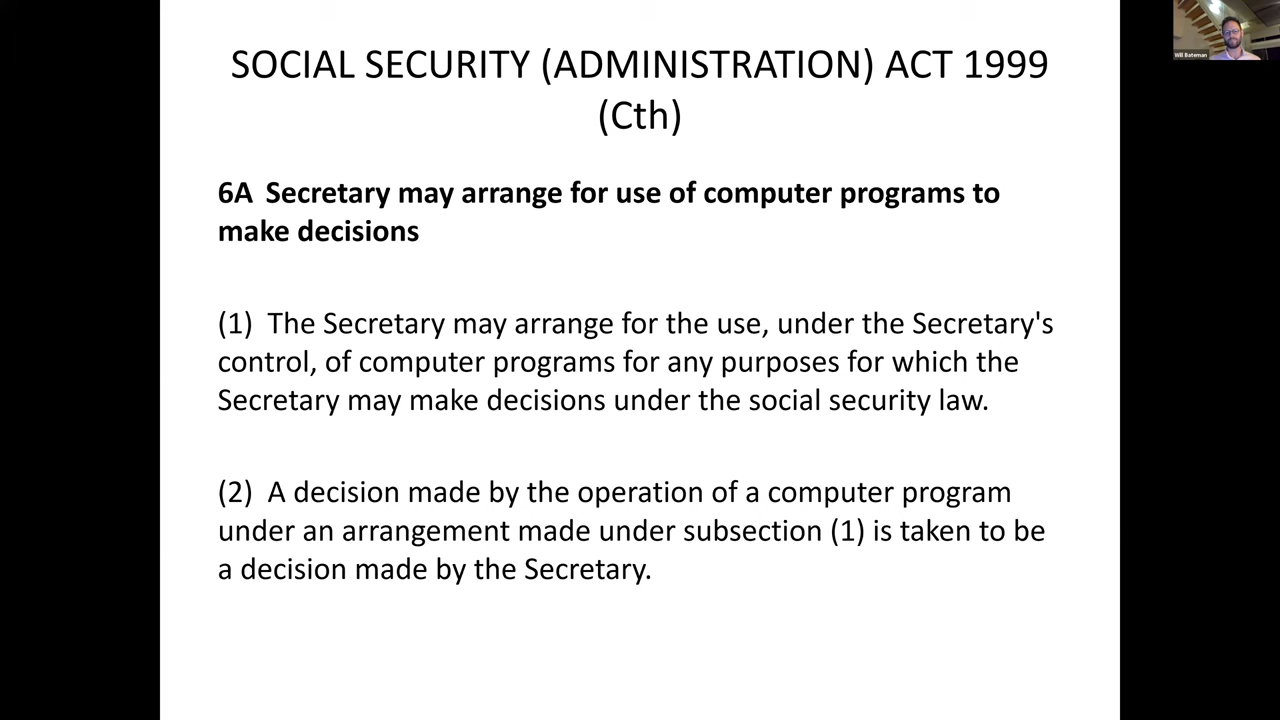 SOCIAL SECURITY (ADMINISTRATION) ACT 1999
(Cth)
6A  Secretary may arrange for use of computer programs to
make decisions
(1)  The Secretary may arrange for the use, under the Secretary's
control, of computer programs for any purposes for which the
Secretary may make decisions under the social security law.
(2)  A decision made by the operation of a computer program
under an arrangement made under subsection (1) is taken to be
a decision made by the Secretary.
Will Bateman